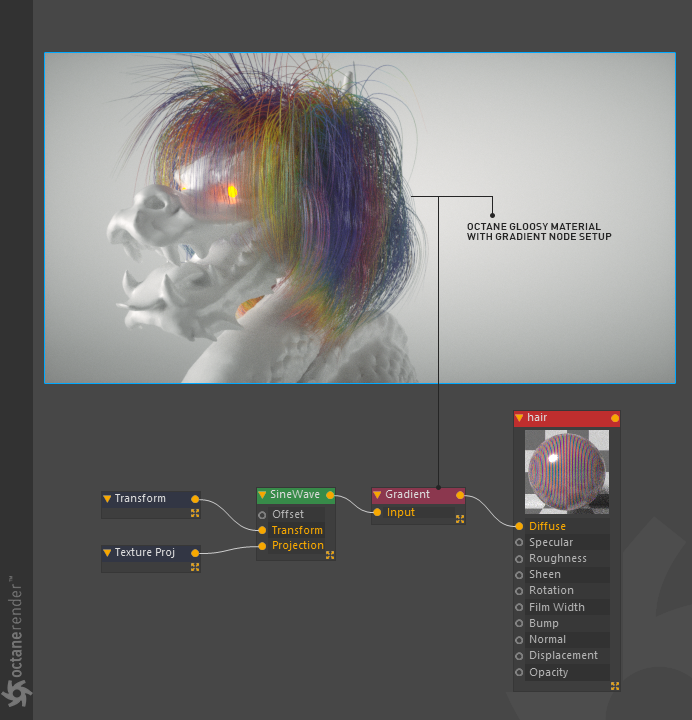 OCTANE GLOOSY MATERIAL
WITH GRADIENT NODE SETUP
hair
Transform
SineWave
Gradient
Offset
Input
Transform
Diffuse
Texture Proj
Projection
Specular
Roughness
Sheen
Rotation
Film Width
Bump
Normal
Displacement
Opacity
octanerender™